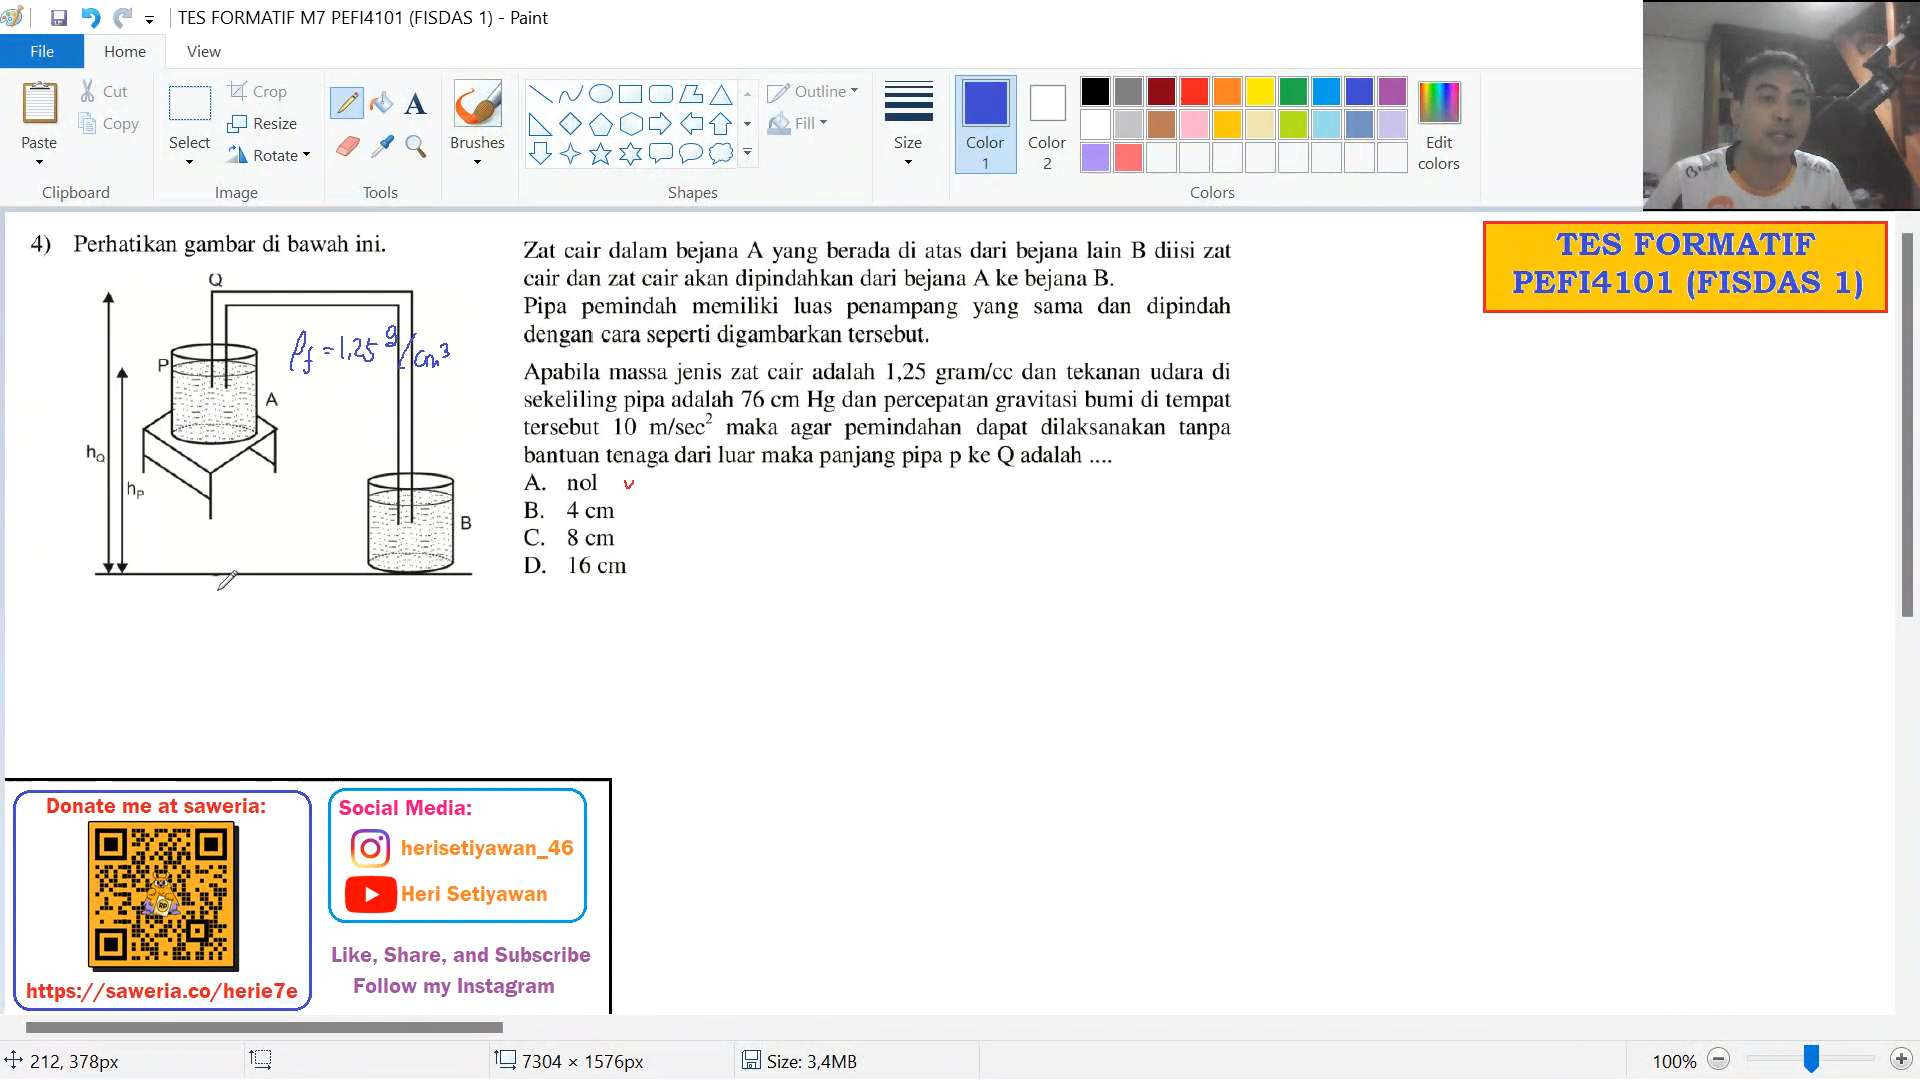 TES FORMATIF M7 PEFI4101 (FISDAS 1) - Paint
File
Home
View
Paste
Cut
Copy
Clipboard
Select
Crop
Resize
Rotate
Image
A
Tools
Brushes
Shapes
Outline
Fill
Size
Color
1
Color
2
Edit
colors
Colors
4) Perhatikan gambar di bawah ini.
Q
P
A
hQ
hP
B
ρf = 1,25 g/cm³
Zat cair dalam bejana A yang berada di atas dari bejana lain B diisi zat
cair dan zat cair akan dipindahkan dari bejana A ke bejana B.
Pipa pemindah memiliki luas penampang yang sama dan dipindah
dengan cara seperti digambarkan tersebut.
Apabila massa jenis zat cair adalah 1,25 gram/cc dan tekanan udara di
sekeliling pipa adalah 76 cm Hg dan percepatan gravitasi bumi di tempat
tersebut 10 m/sec² maka agar pemindahan dapat dilaksanakan tanpa
bantuan tenaga dari luar maka panjang pipa p ke Q adalah ....
A. nol v
B. 4 cm
C. 8 cm
D. 16 cm
TES FORMATIF
PEFI4101 (FISDAS 1)
Donate me at saweria:
https://saweria.co/herie7e
Social Media:
herisetiyawan_46
Heri Setiyawan
Like, Share, and Subscribe
Follow my Instagram
212, 378px
7304 × 1576px
Size: 3,4MB
100%